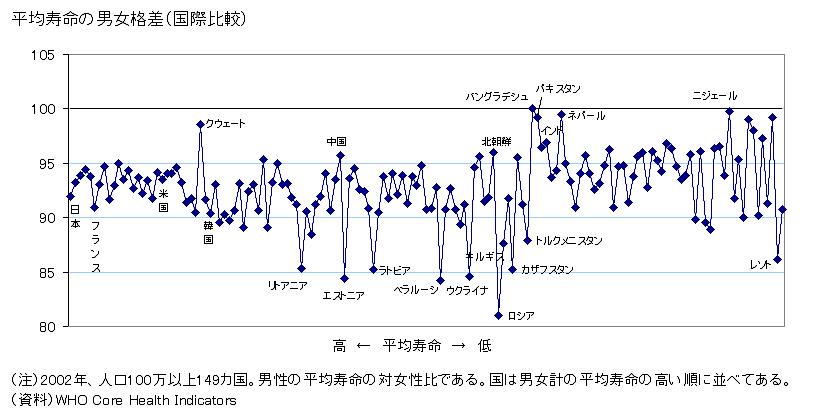 平均寿命の男女格差(国際比較)
105
100
95
90
85
80
日本
フランス
米国
クウェート
韓国
リトアニア
中国
エストニア
ラトビア
ベラルーシ
ウクライナ
キルギス
北朝鮮
ロシア
カザフスタン
トルクメニスタン
バングラデシュ
パキスタン
インド
ネパール
ニジェール
レソト
高 ← 平均寿命 → 低
(注)2002年、人口100万以上149カ国。男性の平均寿命の対女性比である。国は男女計の平均寿命の高い順に並べてある。
(資料)WHO Core Health Indicators